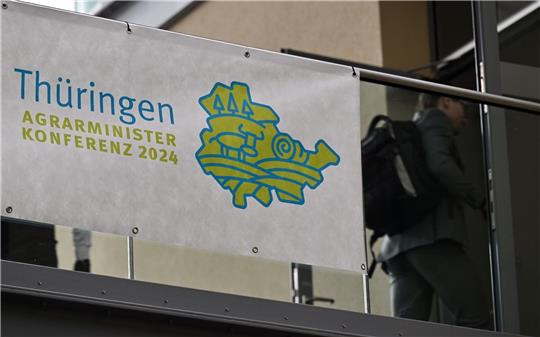 Thüringen
AGRARMINISTER
KONFERENZ 2024